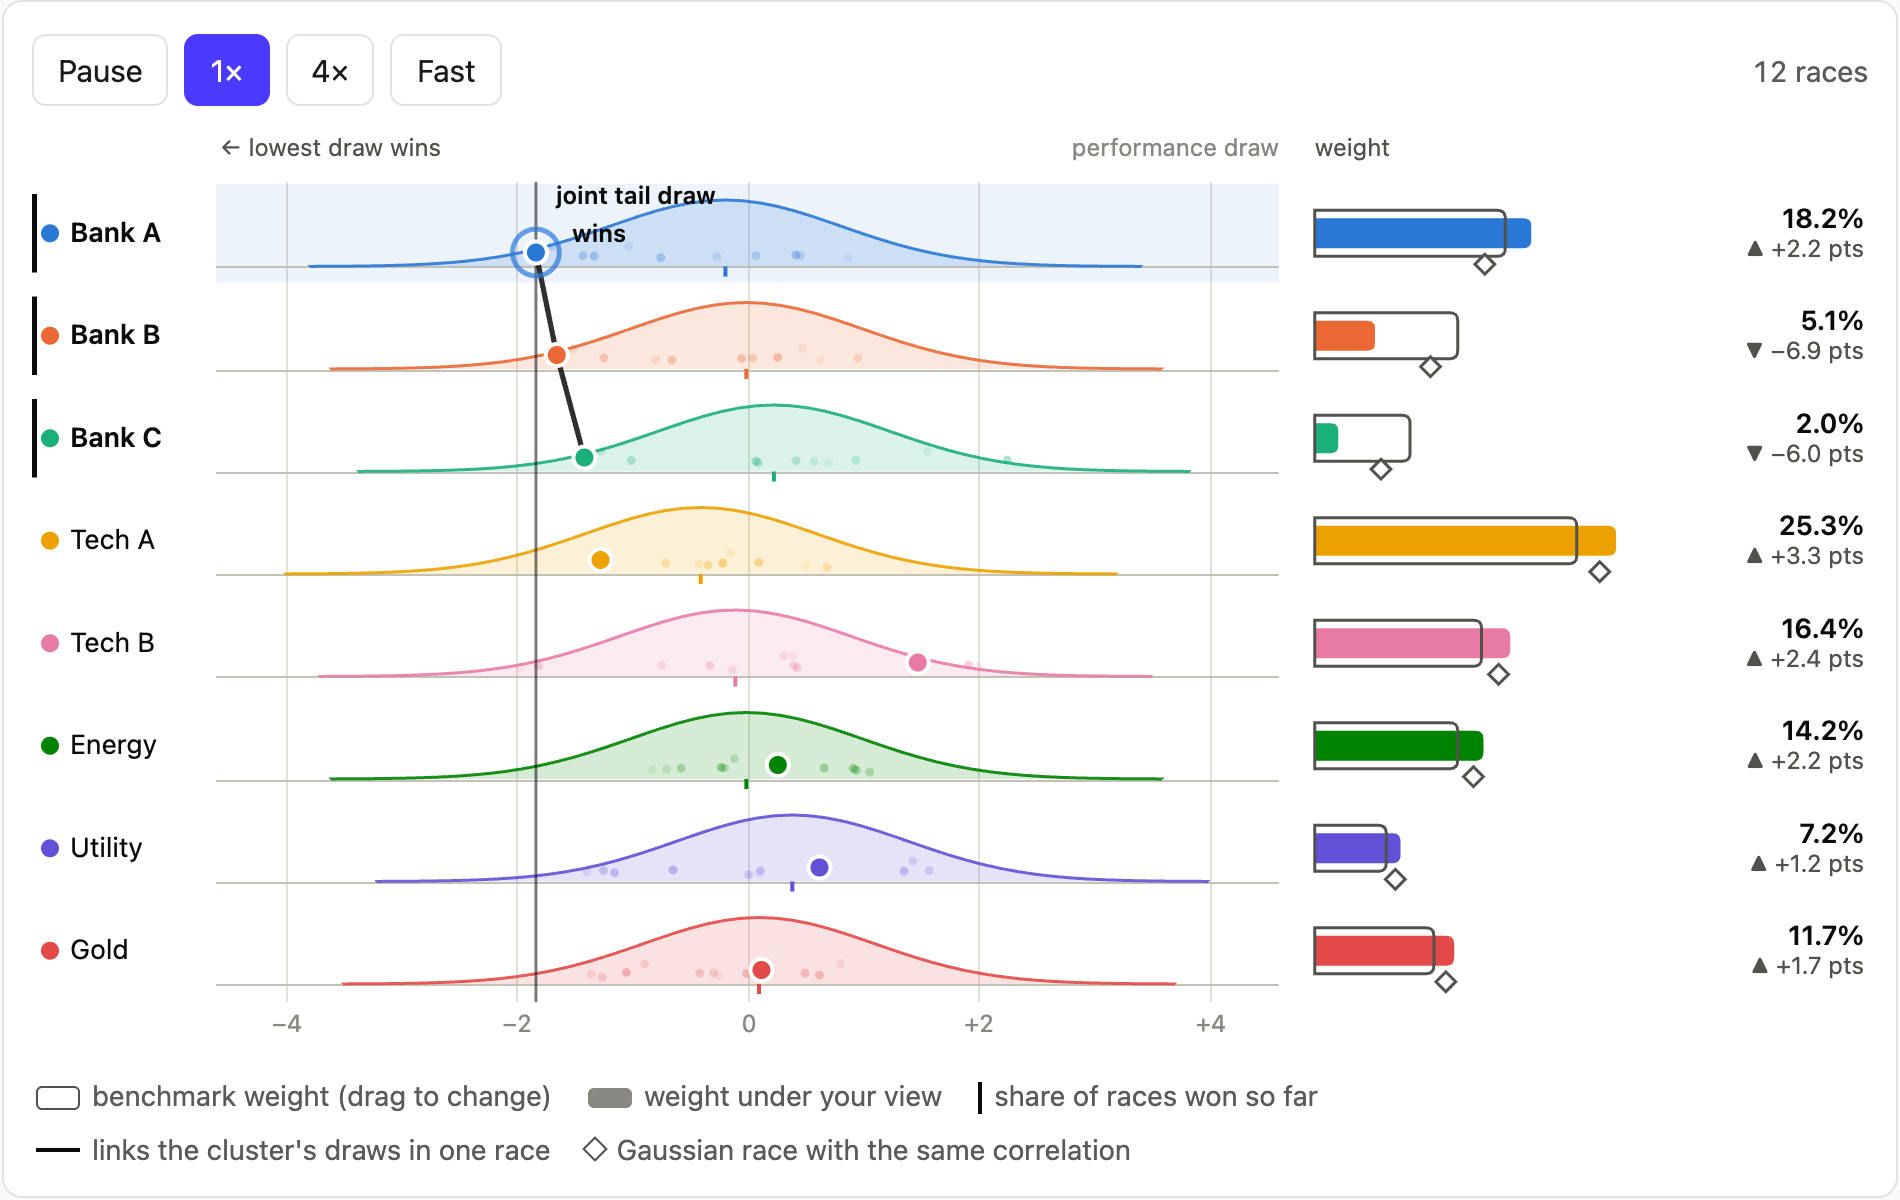 Pause 1× 4× Fast 12 races
← lowest draw wins performance draw weight
joint tail draw
wins
Bank A 18.2%
▲ +2.2 pts
Bank B 5.1%
▼ −6.9 pts
Bank C 2.0%
▼ −6.0 pts
Tech A 25.3%
▲ +3.3 pts
Tech B 16.4%
▲ +2.4 pts
Energy 14.2%
▲ +2.2 pts
Utility 7.2%
▲ +1.2 pts
Gold 11.7%
▲ +1.7 pts
−4 −2 0 +2 +4
benchmark weight (drag to change) weight under your view share of races won so far
links the cluster's draws in one race Gaussian race with the same correlation